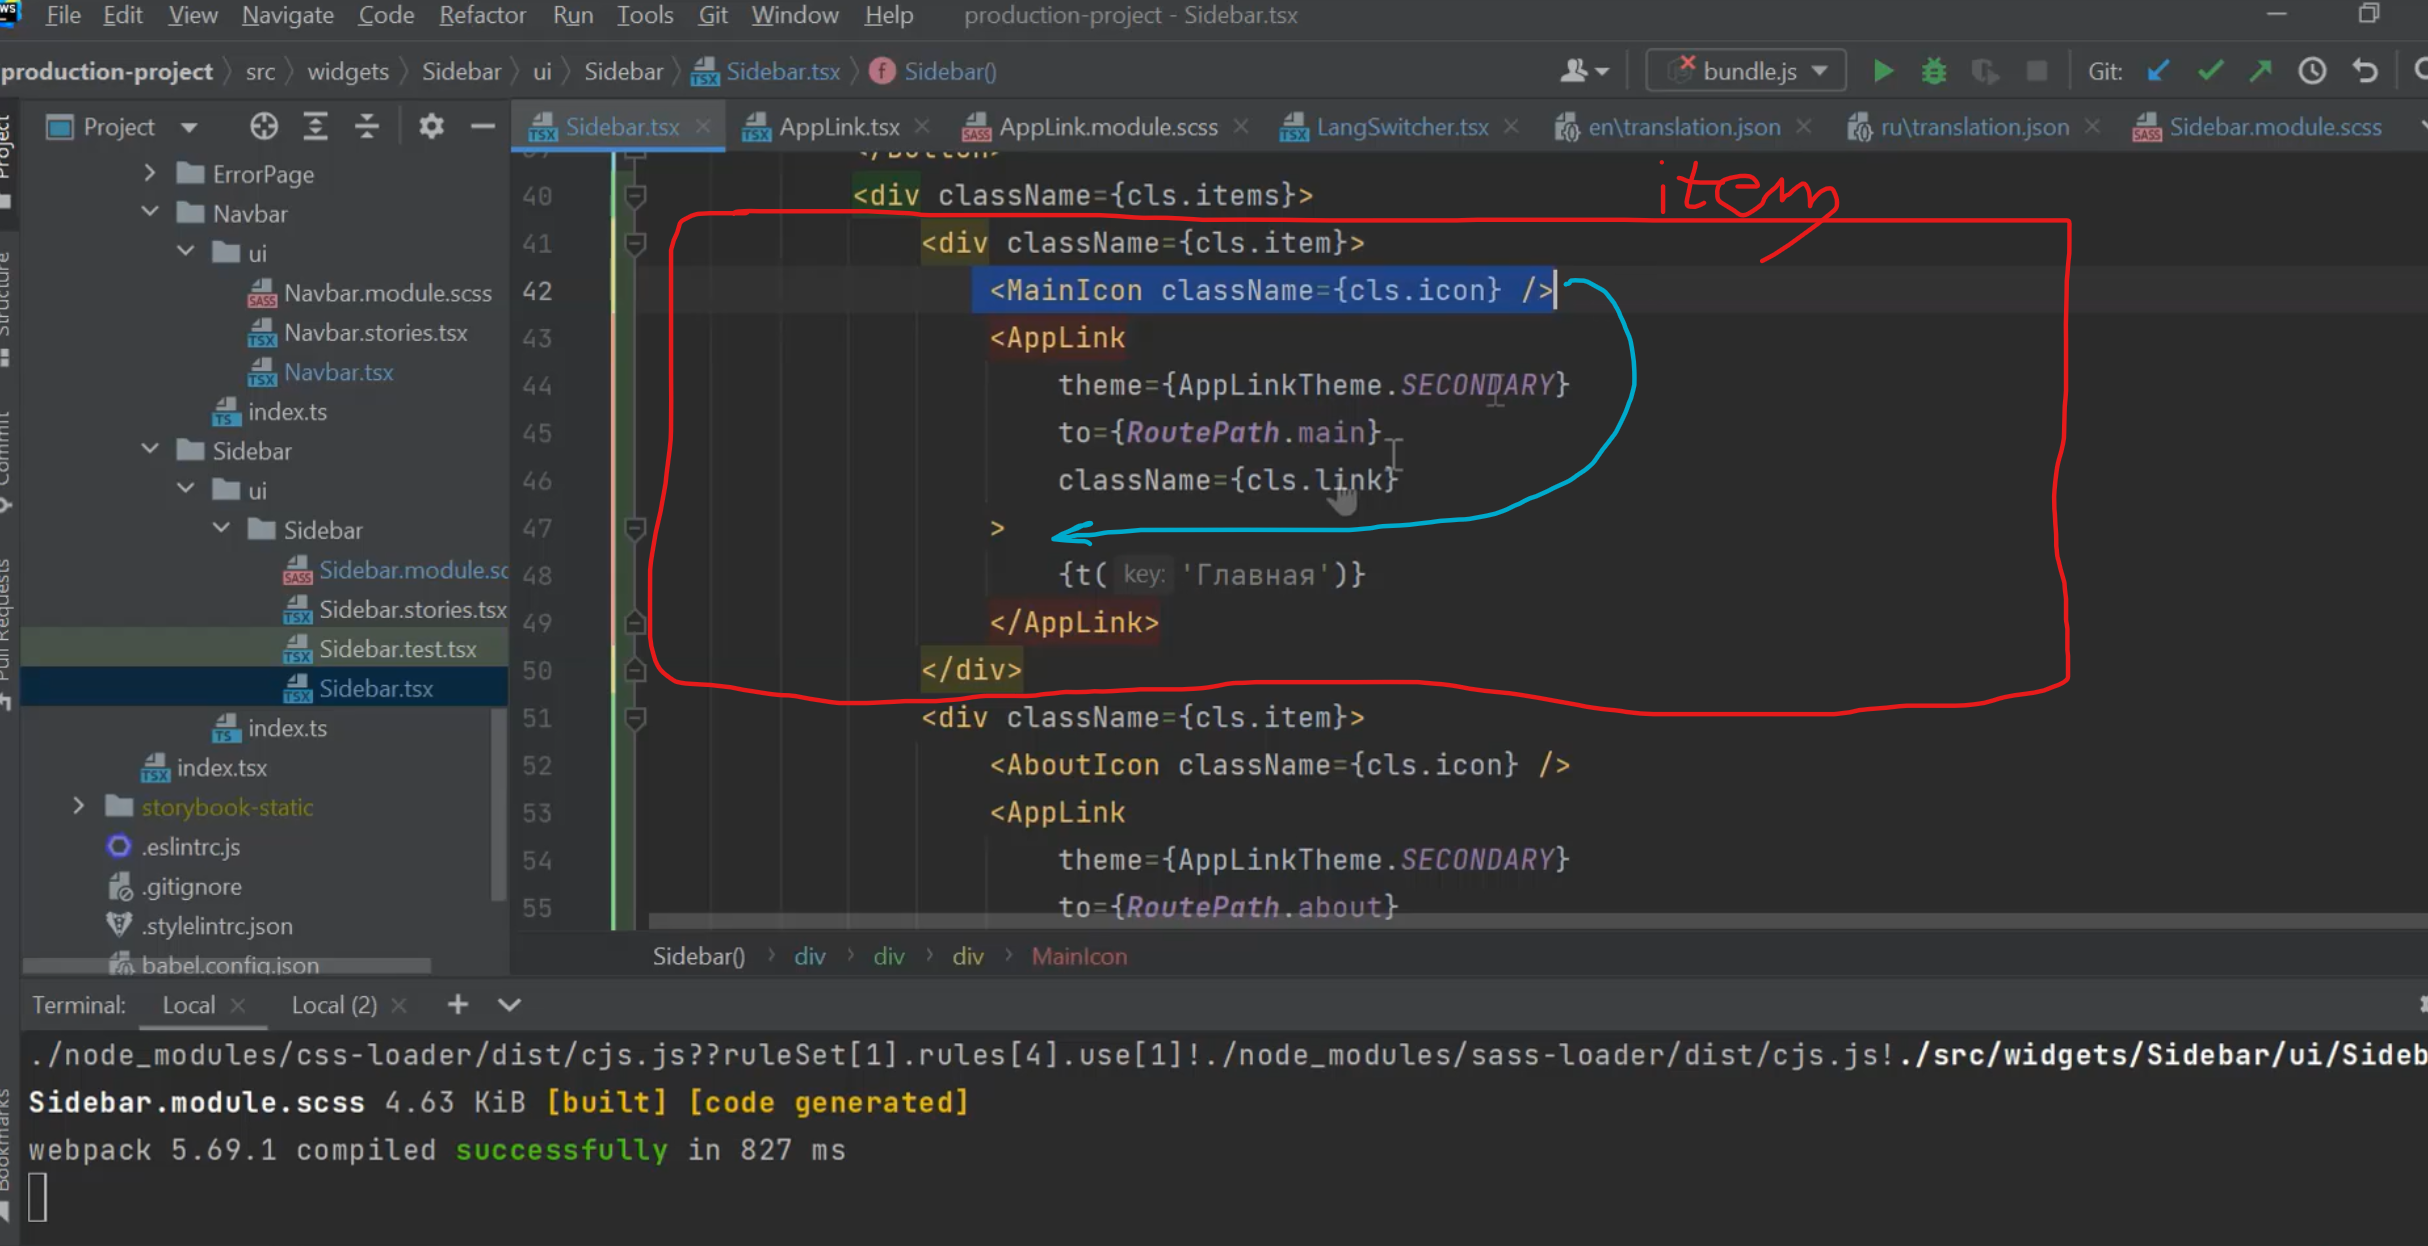 WS File Edit View Navigate Code Refactor Run Tools Git Window Help production-project - Sidebar.tsx
production-project src widgets Sidebar ui Sidebar Sidebar.tsx Sidebar() bundle.js Git:
Project Sidebar.tsx AppLink.tsx AppLink.module.scss LangSwitcher.tsx en\translation.json ru\translation.json Sidebar.module.scss
Project
Structure
Commit
Pull Requests
Bookmarks
ErrorPage
Navbar
ui
Navbar.module.scss
Navbar.stories.tsx
Navbar.tsx
index.ts
Sidebar
ui
Sidebar
Sidebar.module.sc
Sidebar.stories.tsx
Sidebar.test.tsx
Sidebar.tsx
index.ts
index.tsx
storybook-static
.eslintrc.js
.gitignore
.stylelintrc.json
babel.config.json
item
</Button>
40 <div className={cls.items}>
41 <div className={cls.item}>
42 <MainIcon className={cls.icon} />
43 <AppLink
44 theme={AppLinkTheme.SECONDARY}
45 to={RoutePath.main}
46 className={cls.link}
47 >
48 {t( key: 'Главная')}
49 </AppLink>
50 </div>
51 <div className={cls.item}>
52 <AboutIcon className={cls.icon} />
53 <AppLink
54 theme={AppLinkTheme.SECONDARY}
55 to={RoutePath.about}
Sidebar() div div div MainIcon
Terminal: Local Local (2)
./node_modules/css-loader/dist/cjs.js??ruleSet[1].rules[4].use[1]!./node_modules/sass-loader/dist/cjs.js!./src/widgets/Sidebar/ui/Sideb
Sidebar.module.scss 4.63 KiB [built] [code generated]
webpack 5.69.1 compiled successfully in 827 ms